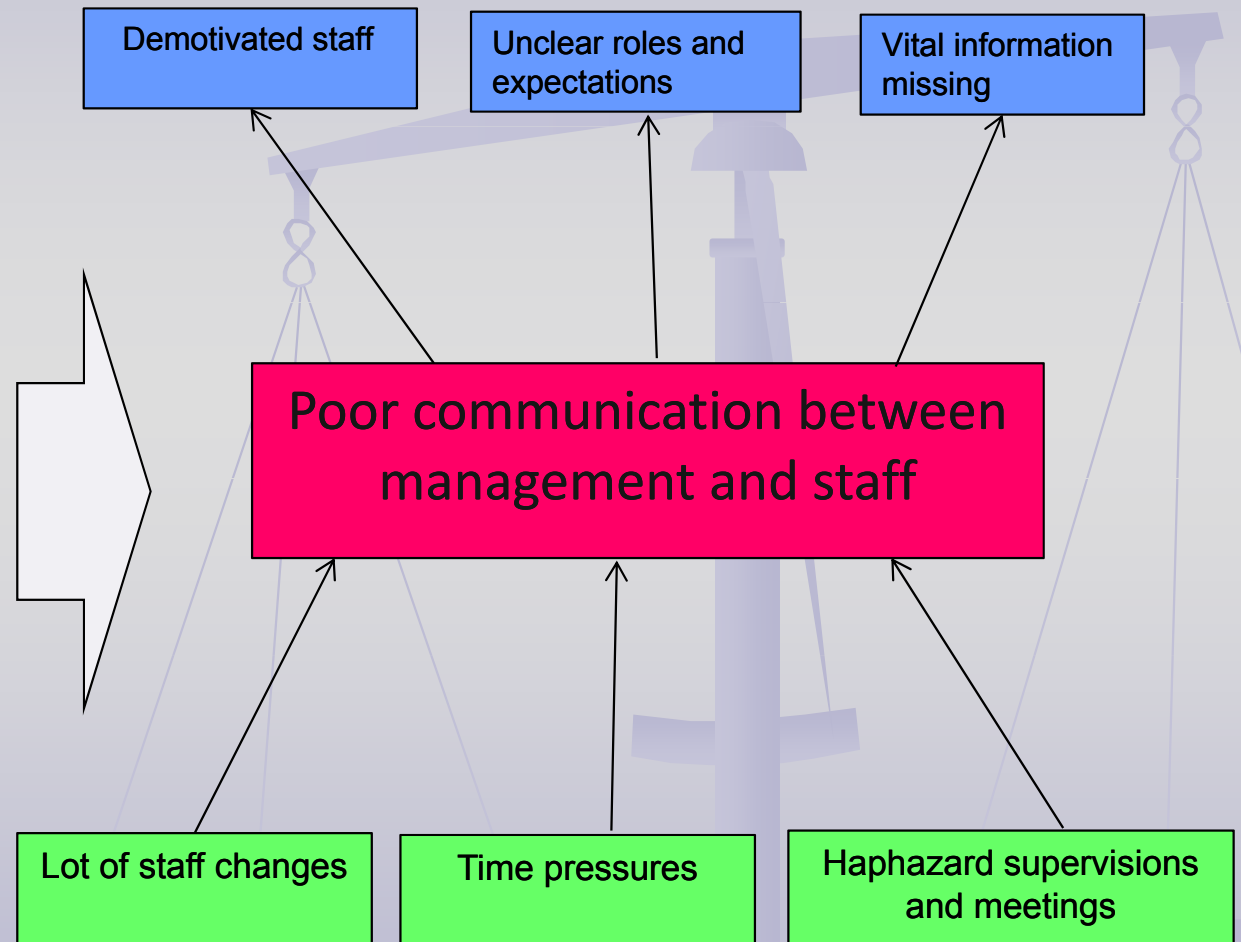 Demotivated staff
Unclear roles and
expectations
Vital information
missing
Poor communication between
management and staff
Lot of staff changes
Time pressures
Haphazard supervisions
and meetings